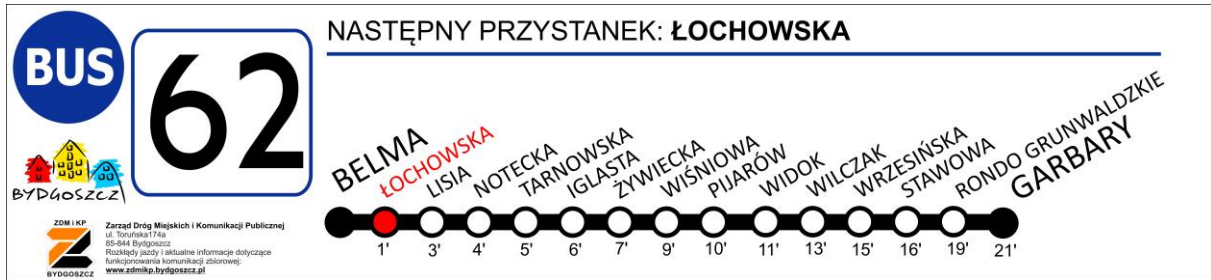 BUS
62
NASTĘPNY PRZYSTANEK: ŁOCHOWSKA
BYDGOSZCZ
ZDM i KP
BYDGOSZCZ
Zarząd Dróg Miejskich i Komunikacji Publicznej
ul. Toruńska174a
85-844 Bydgoszcz
Rozkłady jazdy i aktualne informacje dotyczące
funkcjonowania komunikacji zbiorowej:
www.zdmikp.bydgoszcz.pl
BELMA
ŁOCHOWSKA
LISIA
NOTECKA
TARNOWSKA
IGLASTA
ŻYWIECKA
WIŚNIOWA
PIJARÓW
WIDOK
WILCZAK
WRZESIŃSKA
STAWOWA
RONDO GRUNWALDZKIE
GARBARY
1' 3' 4' 5' 6' 7' 9' 10' 11' 13' 15' 16' 19' 21'